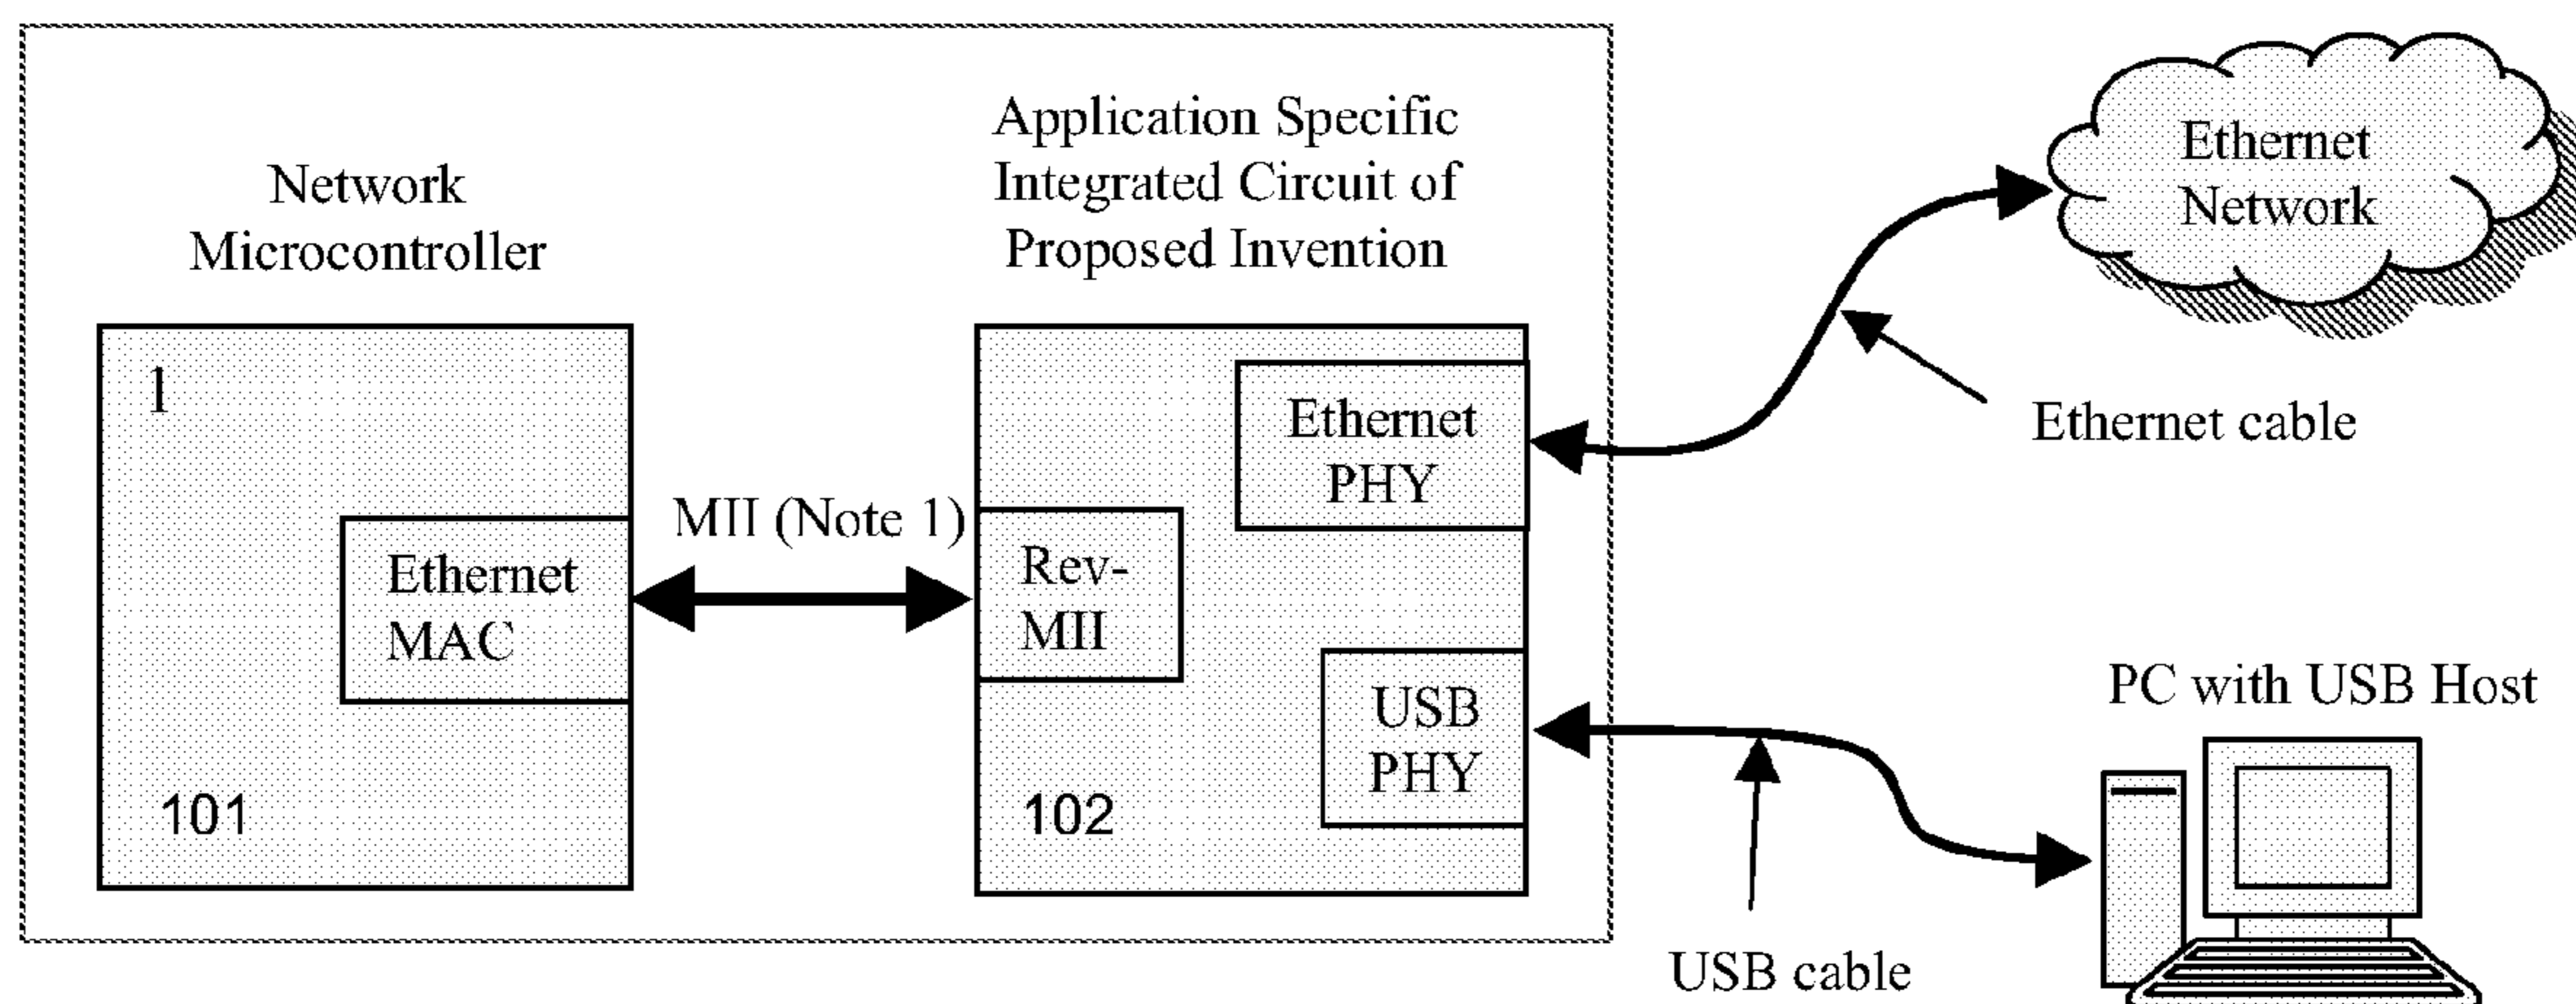 Network
Microcontroller
Application Specific
Integrated Circuit of
Proposed Invention
Ethernet
Network
1
Ethernet
MAC
101
MII (Note 1)
Rev-
MII
Ethernet
PHY
USB
PHY
102
Ethernet cable
PC with USB Host
USB cable